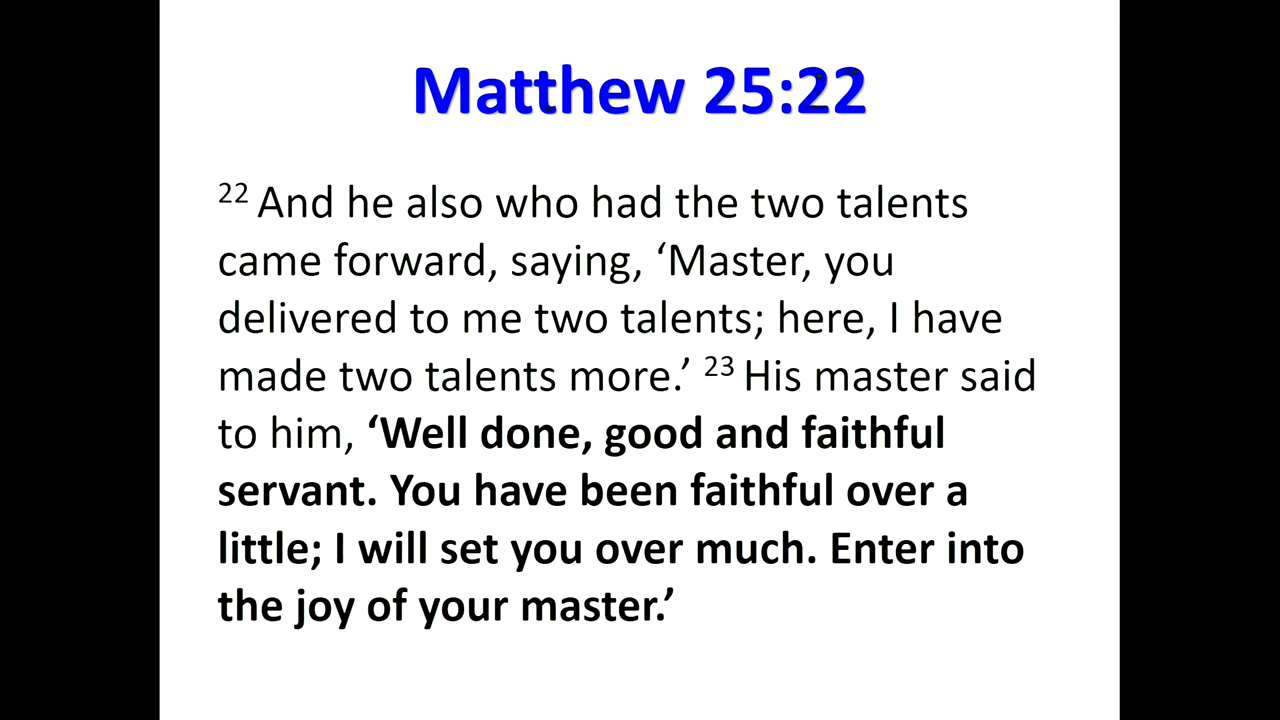 Matthew 25:22
22 And he also who had the two talents
came forward, saying, ‘Master, you
delivered to me two talents; here, I have
made two talents more.’ 23 His master said
to him, ‘Well done, good and faithful
servant. You have been faithful over a
little; I will set you over much. Enter into
the joy of your master.’